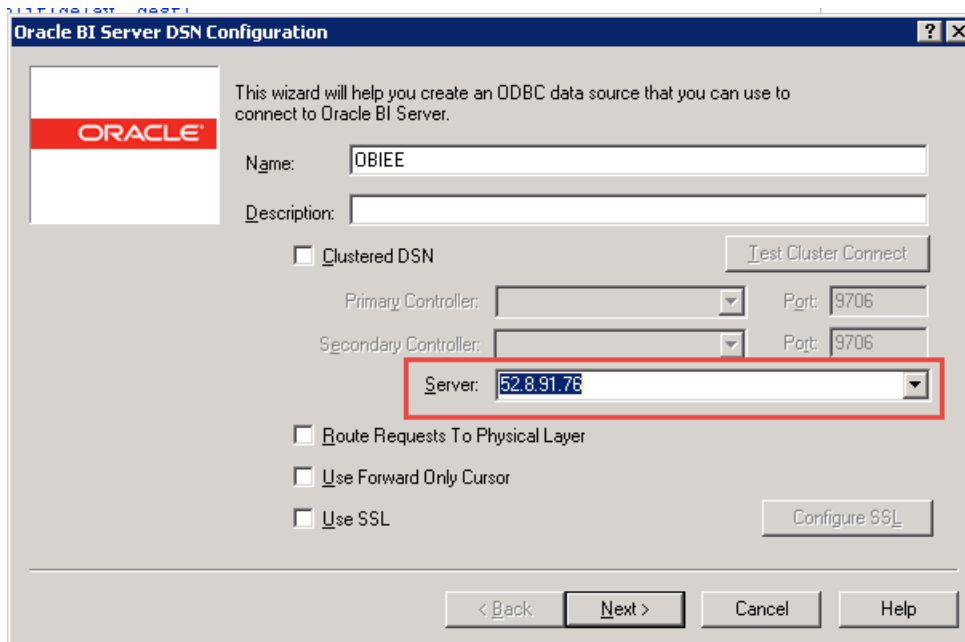 Oracle BI Server DSN Configuration
ORACLE
This wizard will help you create an ODBC data source that you can use to
connect to Oracle BI Server.
Name: OBIEE
Description:
Clustered DSN Test Cluster Connect
Primary Controller: Port: 9706
Secondary Controller: Port: 9706
Server: 52.8.91.76
Route Requests To Physical Layer
Use Forward Only Cursor
Use SSL Configure SSL
< Back Next > Cancel Help